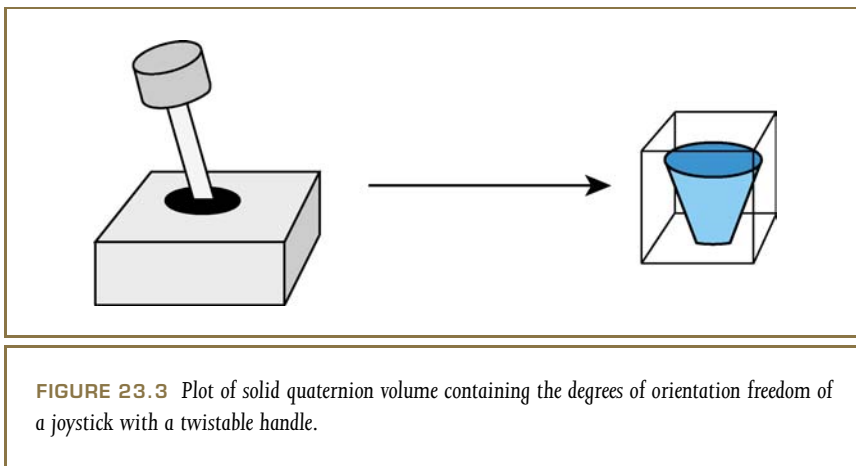 FIGURE 23.3 Plot of solid quaternion volume containing the degrees of orientation freedom of
a joystick with a twistable handle.